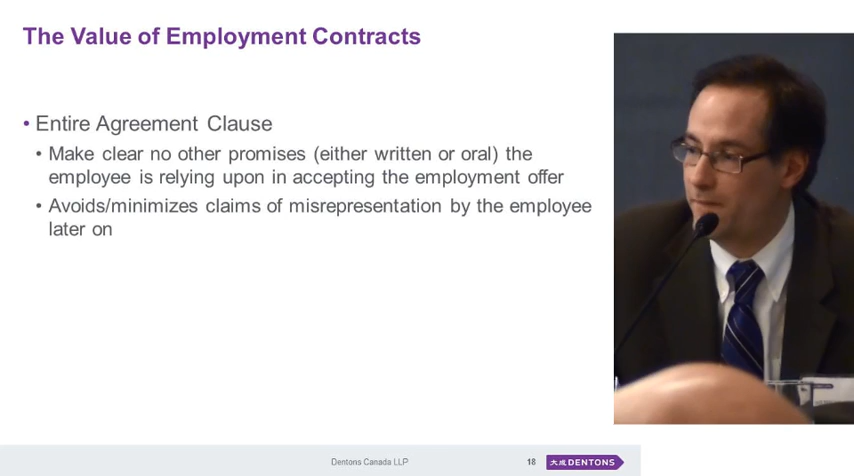 The Value of Employment Contracts
• Entire Agreement Clause
• Make clear no other promises (either written or oral) the
employee is relying upon in accepting the employment offer
• Avoids/minimizes claims of misrepresentation by the employee
later on
Dentons Canada LLP 18 大成 DENTONS